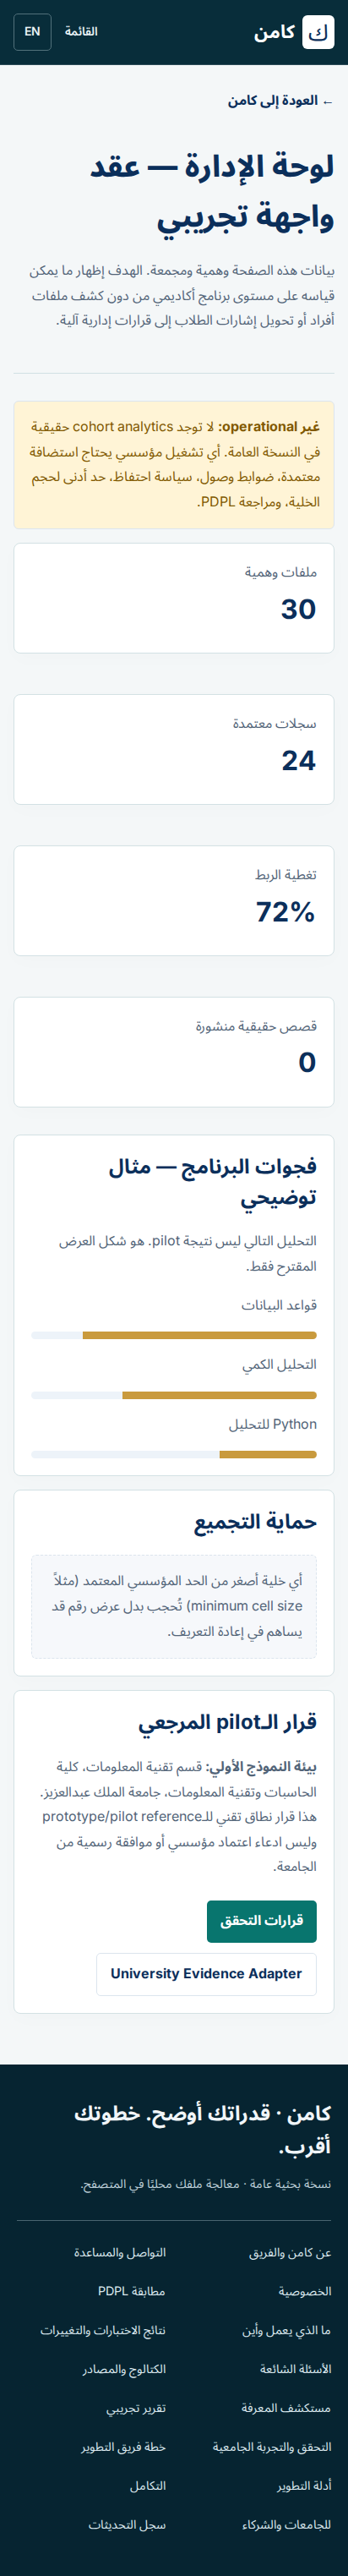 ك كامن
القائمة
EN
← العودة إلى كامن
لوحة الإدارة — عقد
واجهة تجريبي
بيانات هذه الصفحة وهمية ومجمعة. الهدف إظهار ما يمكن
قياسه على مستوى برنامج أكاديمي من دون كشف ملفات
أفراد أو تحويل إشارات الطلاب إلى قرارات إدارية آلية.
غير operational: لا توجد cohort analytics حقيقية
في النسخة العامة. أي تشغيل مؤسسي يحتاج استضافة
معتمدة، ضوابط وصول، سياسة احتفاظ، حد أدنى لحجم
الخلية، ومراجعة PDPL.
ملفات وهمية
30
سجلات معتمدة
24
تغطية الربط
72%
قصص حقيقية منشورة
0
فجوات البرنامج — مثال
توضيحي
التحليل التالي ليس نتيجة pilot. هو شكل العرض
المقترح فقط.
قواعد البيانات
التحليل الكمي
Python للتحليل
حماية التجميع
أي خلية أصغر من الحد المؤسسي المعتمد (مثلاً
minimum cell size) تُحجب بدل عرض رقم قد
يساهم في إعادة التعريف.
قرار الـpilot المرجعي
بيئة النموذج الأولي: قسم تقنية المعلومات، كلية
الحاسبات وتقنية المعلومات، جامعة الملك عبدالعزيز.
هذا قرار نطاق تقني للـprototype/pilot reference
وليس ادعاء اعتماد مؤسسي أو موافقة رسمية من
الجامعة.
قرارات التحقق
University Evidence Adapter
كامن · قدراتك أوضح. خطوتك
أقرب.
نسخة بحثية عامة · معالجة ملفك محليًا في المتصفح.
عن كامن والفريق
التواصل والمساعدة
الخصوصية
مطابقة PDPL
ما الذي يعمل وأين
نتائج الاختبارات والتغييرات
الأسئلة الشائعة
الكتالوج والمصادر
مستكشف المعرفة
تقرير تجريبي
التحقق والتجربة الجامعية
خطة فريق التطوير
أدلة التطوير
التكامل
للجامعات والشركاء
سجل التحديثات